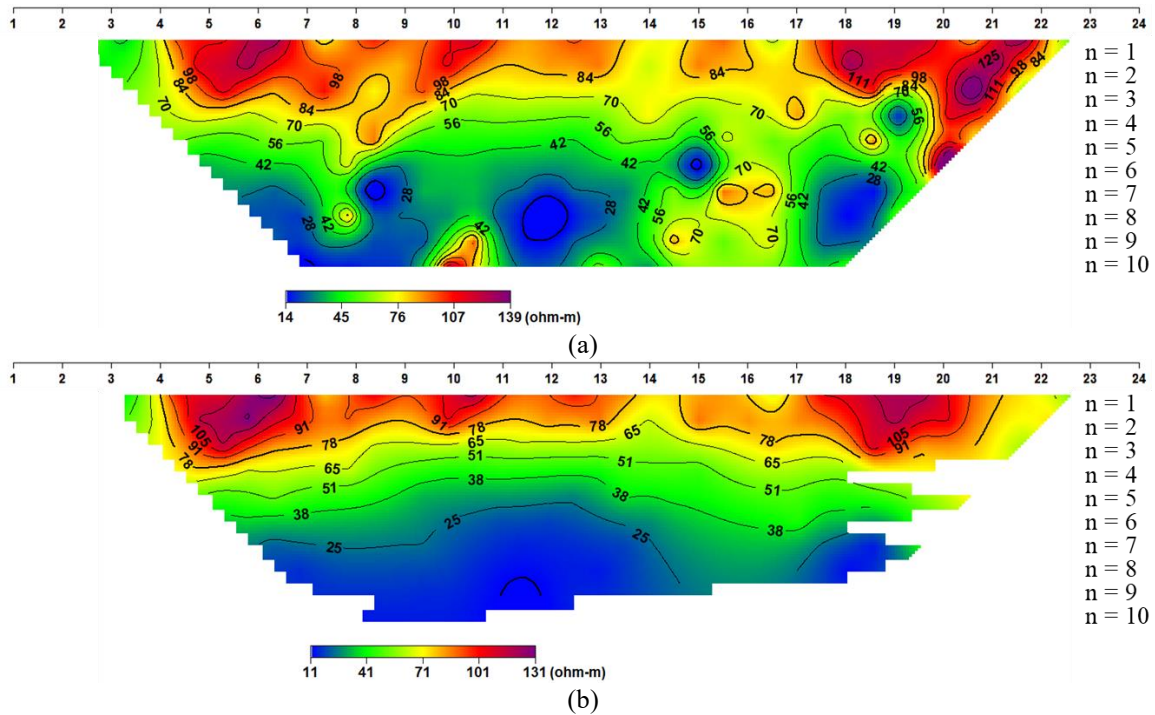 1 2 3 4 5 6 7 8 9 10 11 12 13 14 15 16 17 18 19 20 21 22 23 24
98 98 84 84 111 98 84 125 98 84 n = 1
84 98 84 70 111 n = 2
70 84 70 70 70 n = 3
70 56 56 56 n = 4
56 42 n = 5
42 70 42 n = 6
28 28 42 56 56 42 28 n = 7
28 42 n = 8
42 70 70 n = 9
n = 10
14 45 76 107 139 (ohm-m)
(a)
1 2 3 4 5 6 7 8 9 10 11 12 13 14 15 16 17 18 19 20 21 22 23 24
n = 1
105 91 78 78 65 78 105 n = 2
78 91 65 51 51 65 91 n = 3
65 n = 4
51 38 38 51 n = 5
38 25 38 n = 6
25 n = 7
n = 8
n = 9
n = 10
11 41 71 101 131 (ohm-m)
(b)